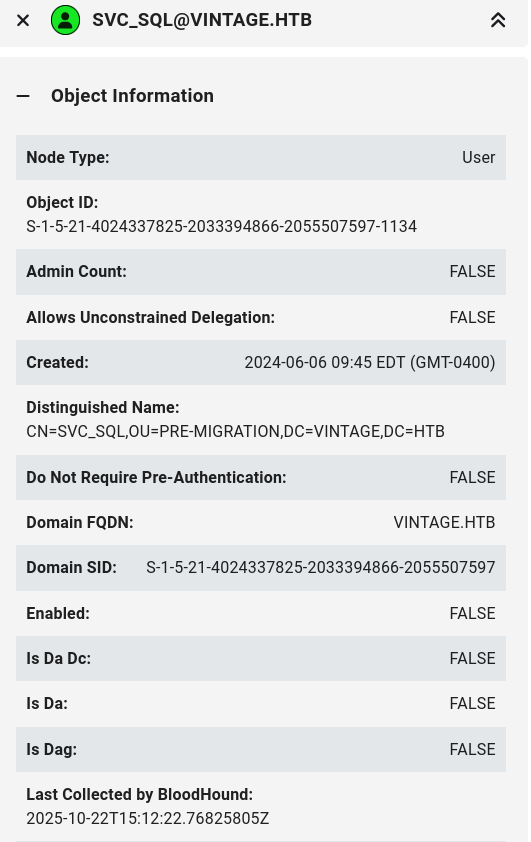 SVC_SQL@VINTAGE.HTB
Object Information
Node Type: User
Object ID:
S-1-5-21-4024337825-2033394866-2055507597-1134
Admin Count: FALSE
Allows Unconstrained Delegation: FALSE
Created: 2024-06-06 09:45 EDT (GMT-0400)
Distinguished Name:
CN=SVC_SQL,OU=PRE-MIGRATION,DC=VINTAGE,DC=HTB
Do Not Require Pre-Authentication: FALSE
Domain FQDN: VINTAGE.HTB
Domain SID: S-1-5-21-4024337825-2033394866-2055507597
Enabled: FALSE
Is Da Dc: FALSE
Is Da: FALSE
Is Dag: FALSE
Last Collected by BloodHound:
2025-10-22T15:12:22.76825805Z